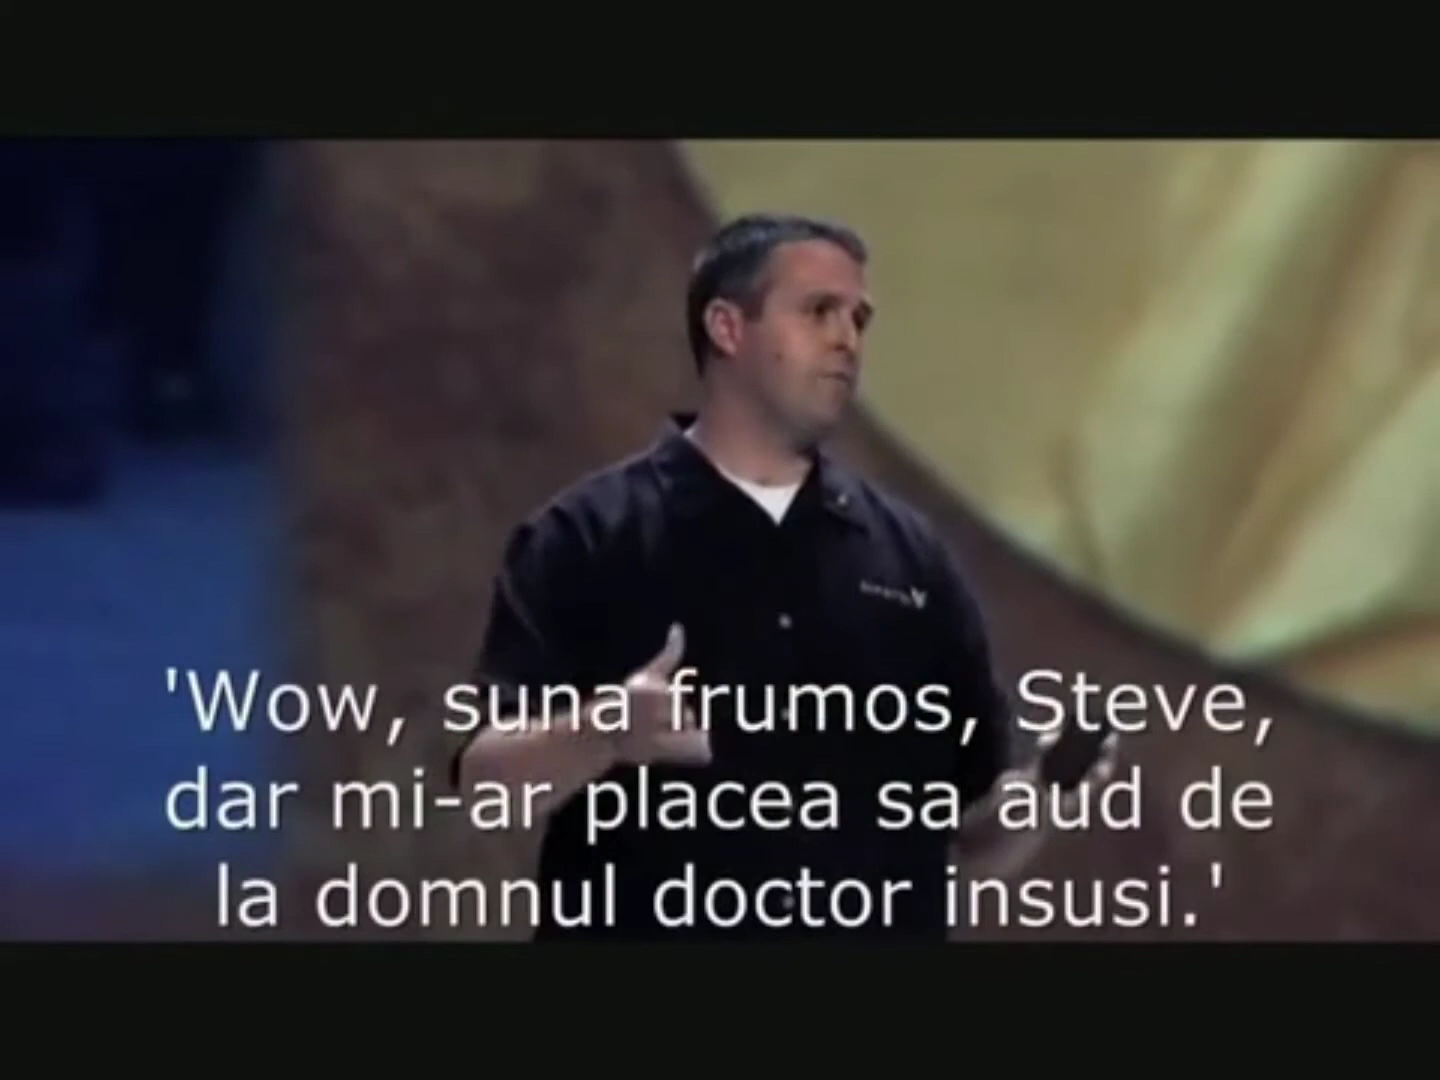 'Wow, suna frumos, Steve,
dar mi-ar placea sa aud de
la domnul doctor insusi.'